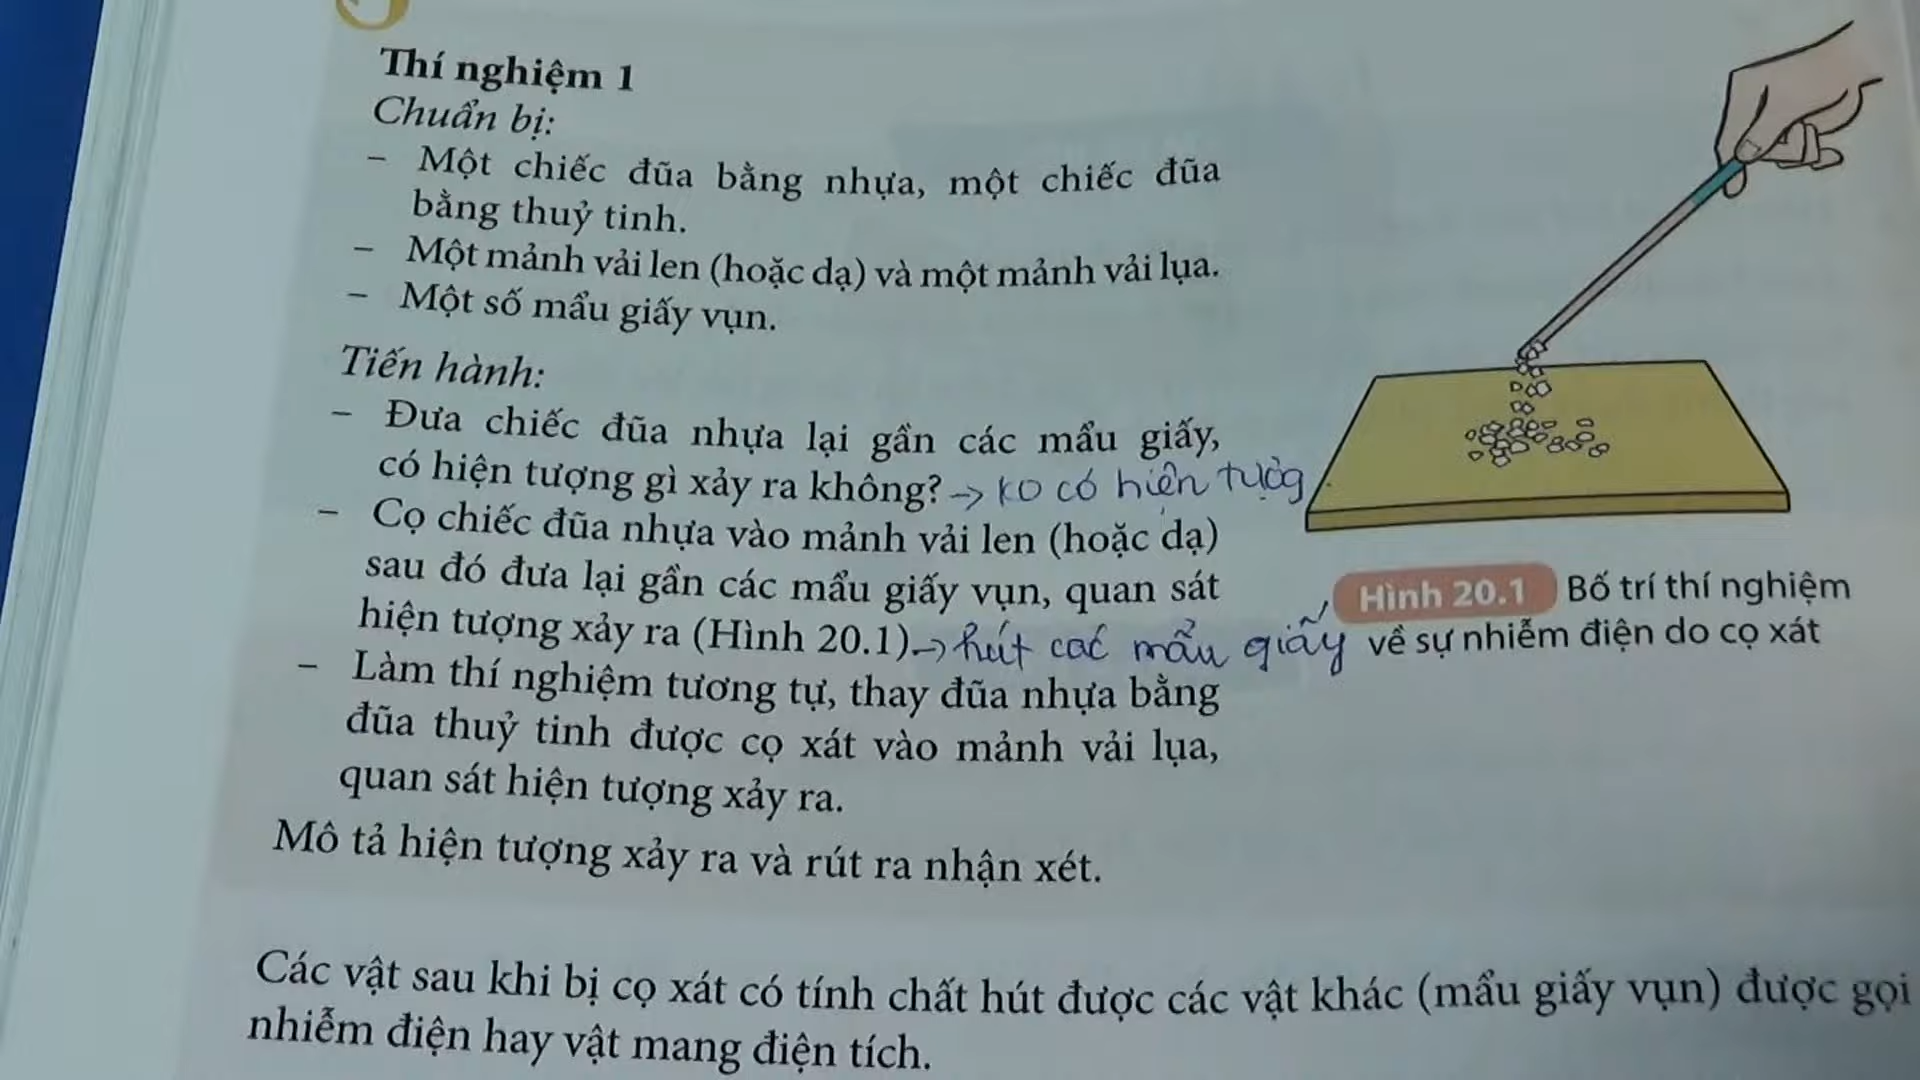 Thí nghiệm 1
Chuẩn bị:
– Một chiếc đũa bằng nhựa, một chiếc đũa
bằng thuỷ tinh.
– Một mảnh vải len (hoặc dạ) và một mảnh vải lụa.
– Một số mẩu giấy vụn.
Tiến hành:
– Đưa chiếc đũa nhựa lại gần các mẩu giấy,
có hiện tượng gì xảy ra không? → ko có hiện tượg
– Cọ chiếc đũa nhựa vào mảnh vải len (hoặc dạ)
sau đó đưa lại gần các mẩu giấy vụn, quan sát
hiện tượng xảy ra (Hình 20.1). → hút các mẩu giấy
– Làm thí nghiệm tương tự, thay đũa nhựa bằng
đũa thuỷ tinh được cọ xát vào mảnh vải lụa,
quan sát hiện tượng xảy ra.
Mô tả hiện tượng xảy ra và rút ra nhận xét.
Hình 20.1 Bố trí thí nghiệm
về sự nhiễm điện do cọ xát
Các vật sau khi bị cọ xát có tính chất hút được các vật khác (mẩu giấy vụn) được gọi
nhiễm điện hay vật mang điện tích.